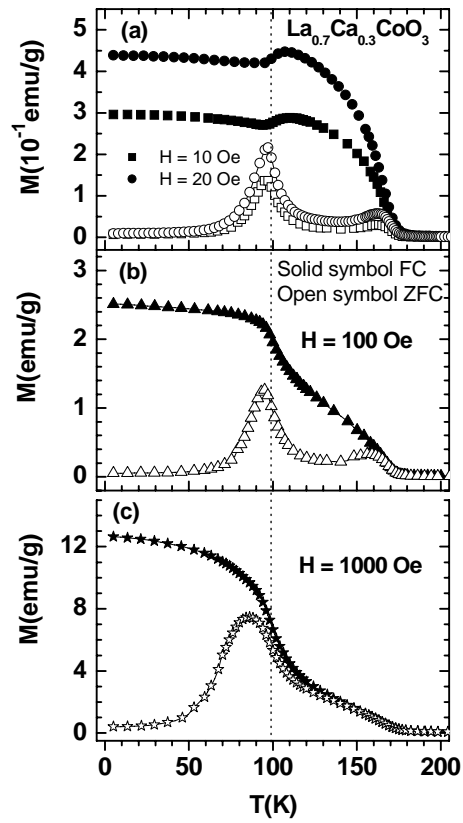 (a)
La0.7Ca0.3CoO3
M(10-1emu/g)
5
4
3
2
1
0
H = 10 Oe
H = 20 Oe
(b)
Solid symbol FC
Open symbol ZFC
H = 100 Oe
M(emu/g)
3
2
1
0
(c)
H = 1000 Oe
M(emu/g)
12
8
4
0
0 50 100 150 200
T(K)